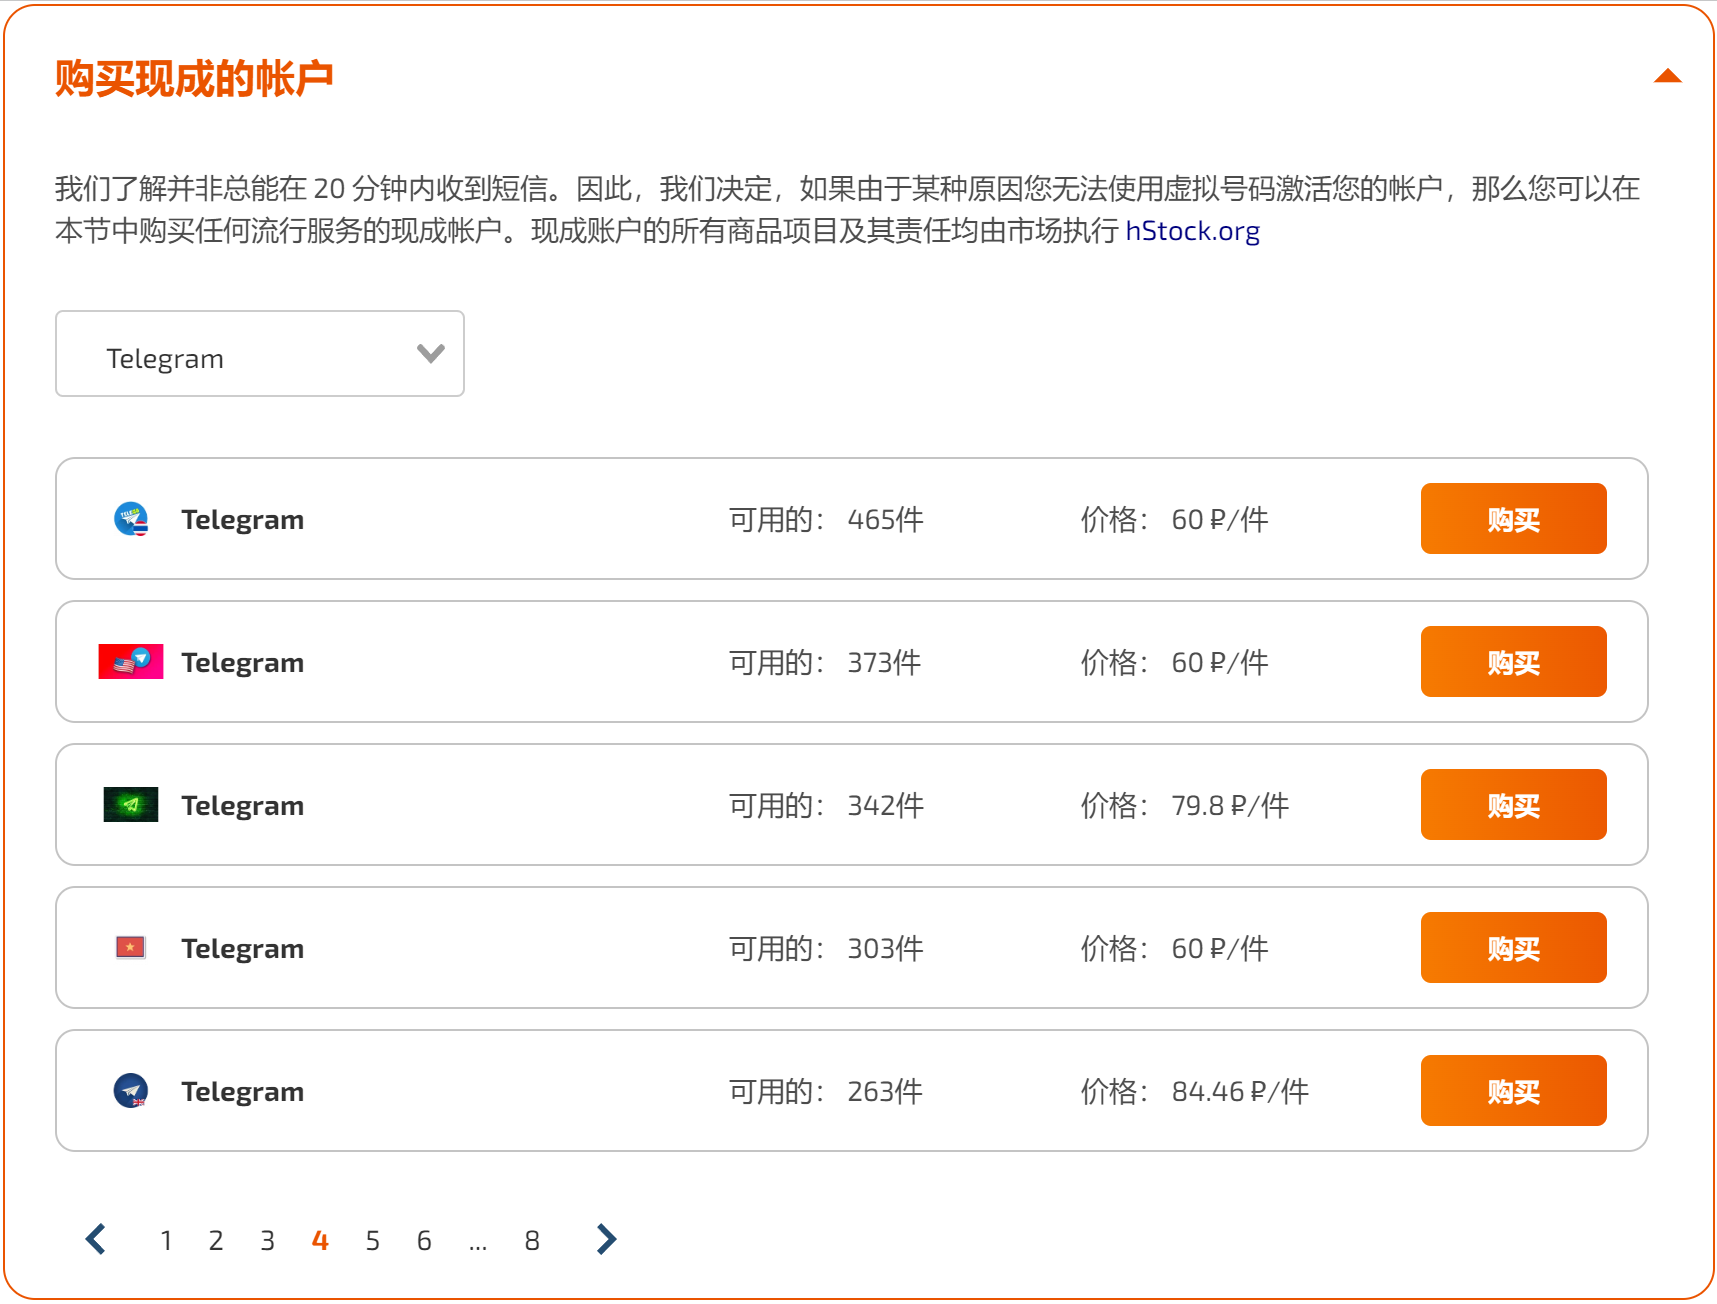 购买现成的帐户
我们了解并非总能在 20 分钟内收到短信。因此，我们决定，如果由于某种原因您无法使用虚拟号码激活您的帐户，那么您可以在
本节中购买任何流行服务的现成帐户。现成账户的所有商品项目及其责任均由市场执行 hStock.org
Telegram
Telegram 可用的： 465件 价格： 60 ₽/件 购买
Telegram 可用的： 373件 价格： 60 ₽/件 购买
Telegram 可用的： 342件 价格： 79.8 ₽/件 购买
Telegram 可用的： 303件 价格： 60 ₽/件 购买
Telegram 可用的： 263件 价格： 84.46 ₽/件 购买
1 2 3 4 5 6 ... 8